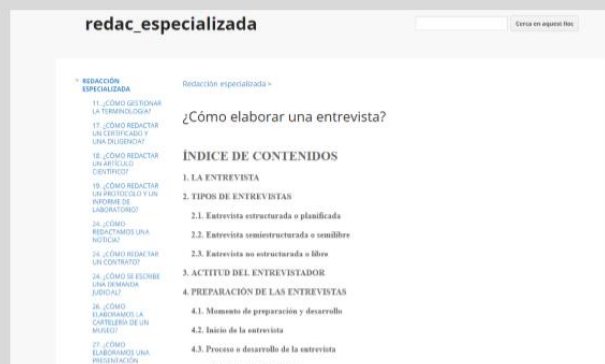 redac_especializada
Cerca en aquest lloc
REDACCIÓN
ESPECIALIZADA
11. ¿CÓMO GESTIONAR
LA TERMINOLOGÍA?
17. ¿CÓMO REDACTAR
UN CERTIFICADO Y
UNA DILIGENCIA?
18. ¿CÓMO REDACTAR
UN ARTÍCULO
CIENTÍFICO?
19. ¿CÓMO REDACTAR
UN PROTOCOLO Y UN
INFORME DE
LABORATORIO?
24. ¿CÓMO
REDACTAMOS UNA
NOTICIA?
24. ¿CÓMO REDACTAR
UN CONTRATO?
24. ¿CÓMO SE ESCRIBE
UNA DEMANDA
JUDICIAL?
26. ¿CÓMO
ELABORAMOS LA
CARTELERÍA DE UN
MUSEO?
27. ¿CÓMO
ELABORAMOS UNA
PRESENTACIÓN
Redacción especializada >
¿Cómo elaborar una entrevista?
ÍNDICE DE CONTENIDOS
1. LA ENTREVISTA
2. TIPOS DE ENTREVISTAS
2.1. Entrevista estructurada o planificada
2.2. Entrevista semiestructurada o semilibre
2.3. Entrevista no estructurada o libre
3. ACTITUD DEL ENTREVISTADOR
4. PREPARACIÓN DE LAS ENTREVISTAS
4.1. Momento de preparación y desarrollo
4.2. Inicio de la entrevista
4.3. Proceso o desarrollo de la entrevista